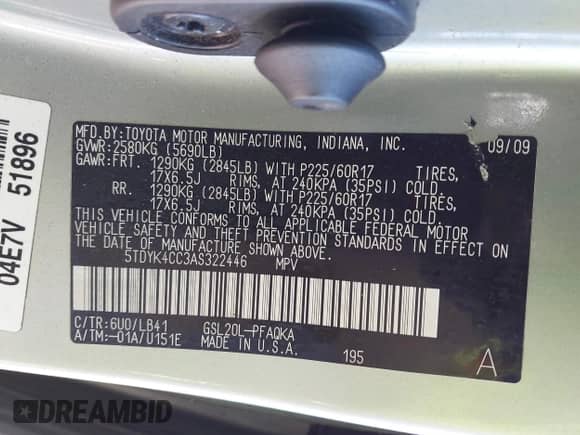 MFD.BY:TOYOTA MOTOR MANUFACTURING, INDIANA, INC. 09/09
GVWR:2580KG (5690LB)
GAWR:FRT. 1290KG (2845LB) WITH P225/60R17 TIRES,
17X6.5J RIMS, AT 240KPA (35PSI) COLD.
RR. 1290KG (2845LB) WITH P225/60R17 TIRES,
17X6.5J RIMS, AT 240KPA (35PSI) COLD.
THIS VEHICLE CONFORMS TO ALL APPLICABLE FEDERAL MOTOR
VEHICLE SAFETY AND THEFT PREVENTION STANDARDS IN EFFECT
ON THE DATE OF MANUFACTURE SHOWN ABOVE.
5TDYK4CC3AS322446 MPV
C/TR:6U0/LB41 GSL20L-PFAQKA
A/TM:-01A/U151E MADE IN U.S.A. 195 A
04E7V 51896
DREAMBID